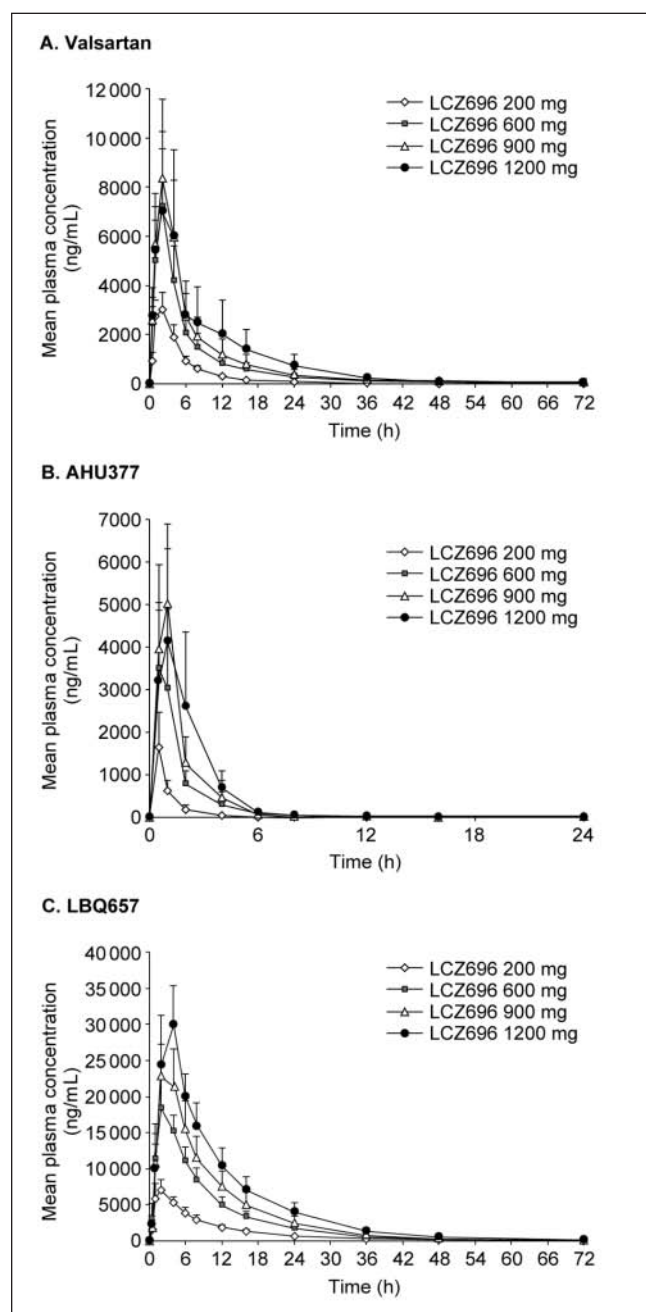 A. Valsartan
12 000
10 000
8000
6000
4000
2000
0
Mean plasma concentration
(ng/mL)
LCZ696 200 mg
LCZ696 600 mg
LCZ696 900 mg
LCZ696 1200 mg
0 6 12 18 24 30 36 42 48 54 60 66 72
Time (h)
B. AHU377
7000
6000
5000
4000
3000
2000
1000
0
Mean plasma concentration
(ng/mL)
LCZ696 200 mg
LCZ696 600 mg
LCZ696 900 mg
LCZ696 1200 mg
0 6 12 18 24
Time (h)
C. LBQ657
40 000
35 000
30 000
25 000
20 000
15 000
10 000
5000
0
Mean plasma concentration
(ng/mL)
LCZ696 200 mg
LCZ696 600 mg
LCZ696 900 mg
LCZ696 1200 mg
0 6 12 18 24 30 36 42 48 54 60 66 72
Time (h)